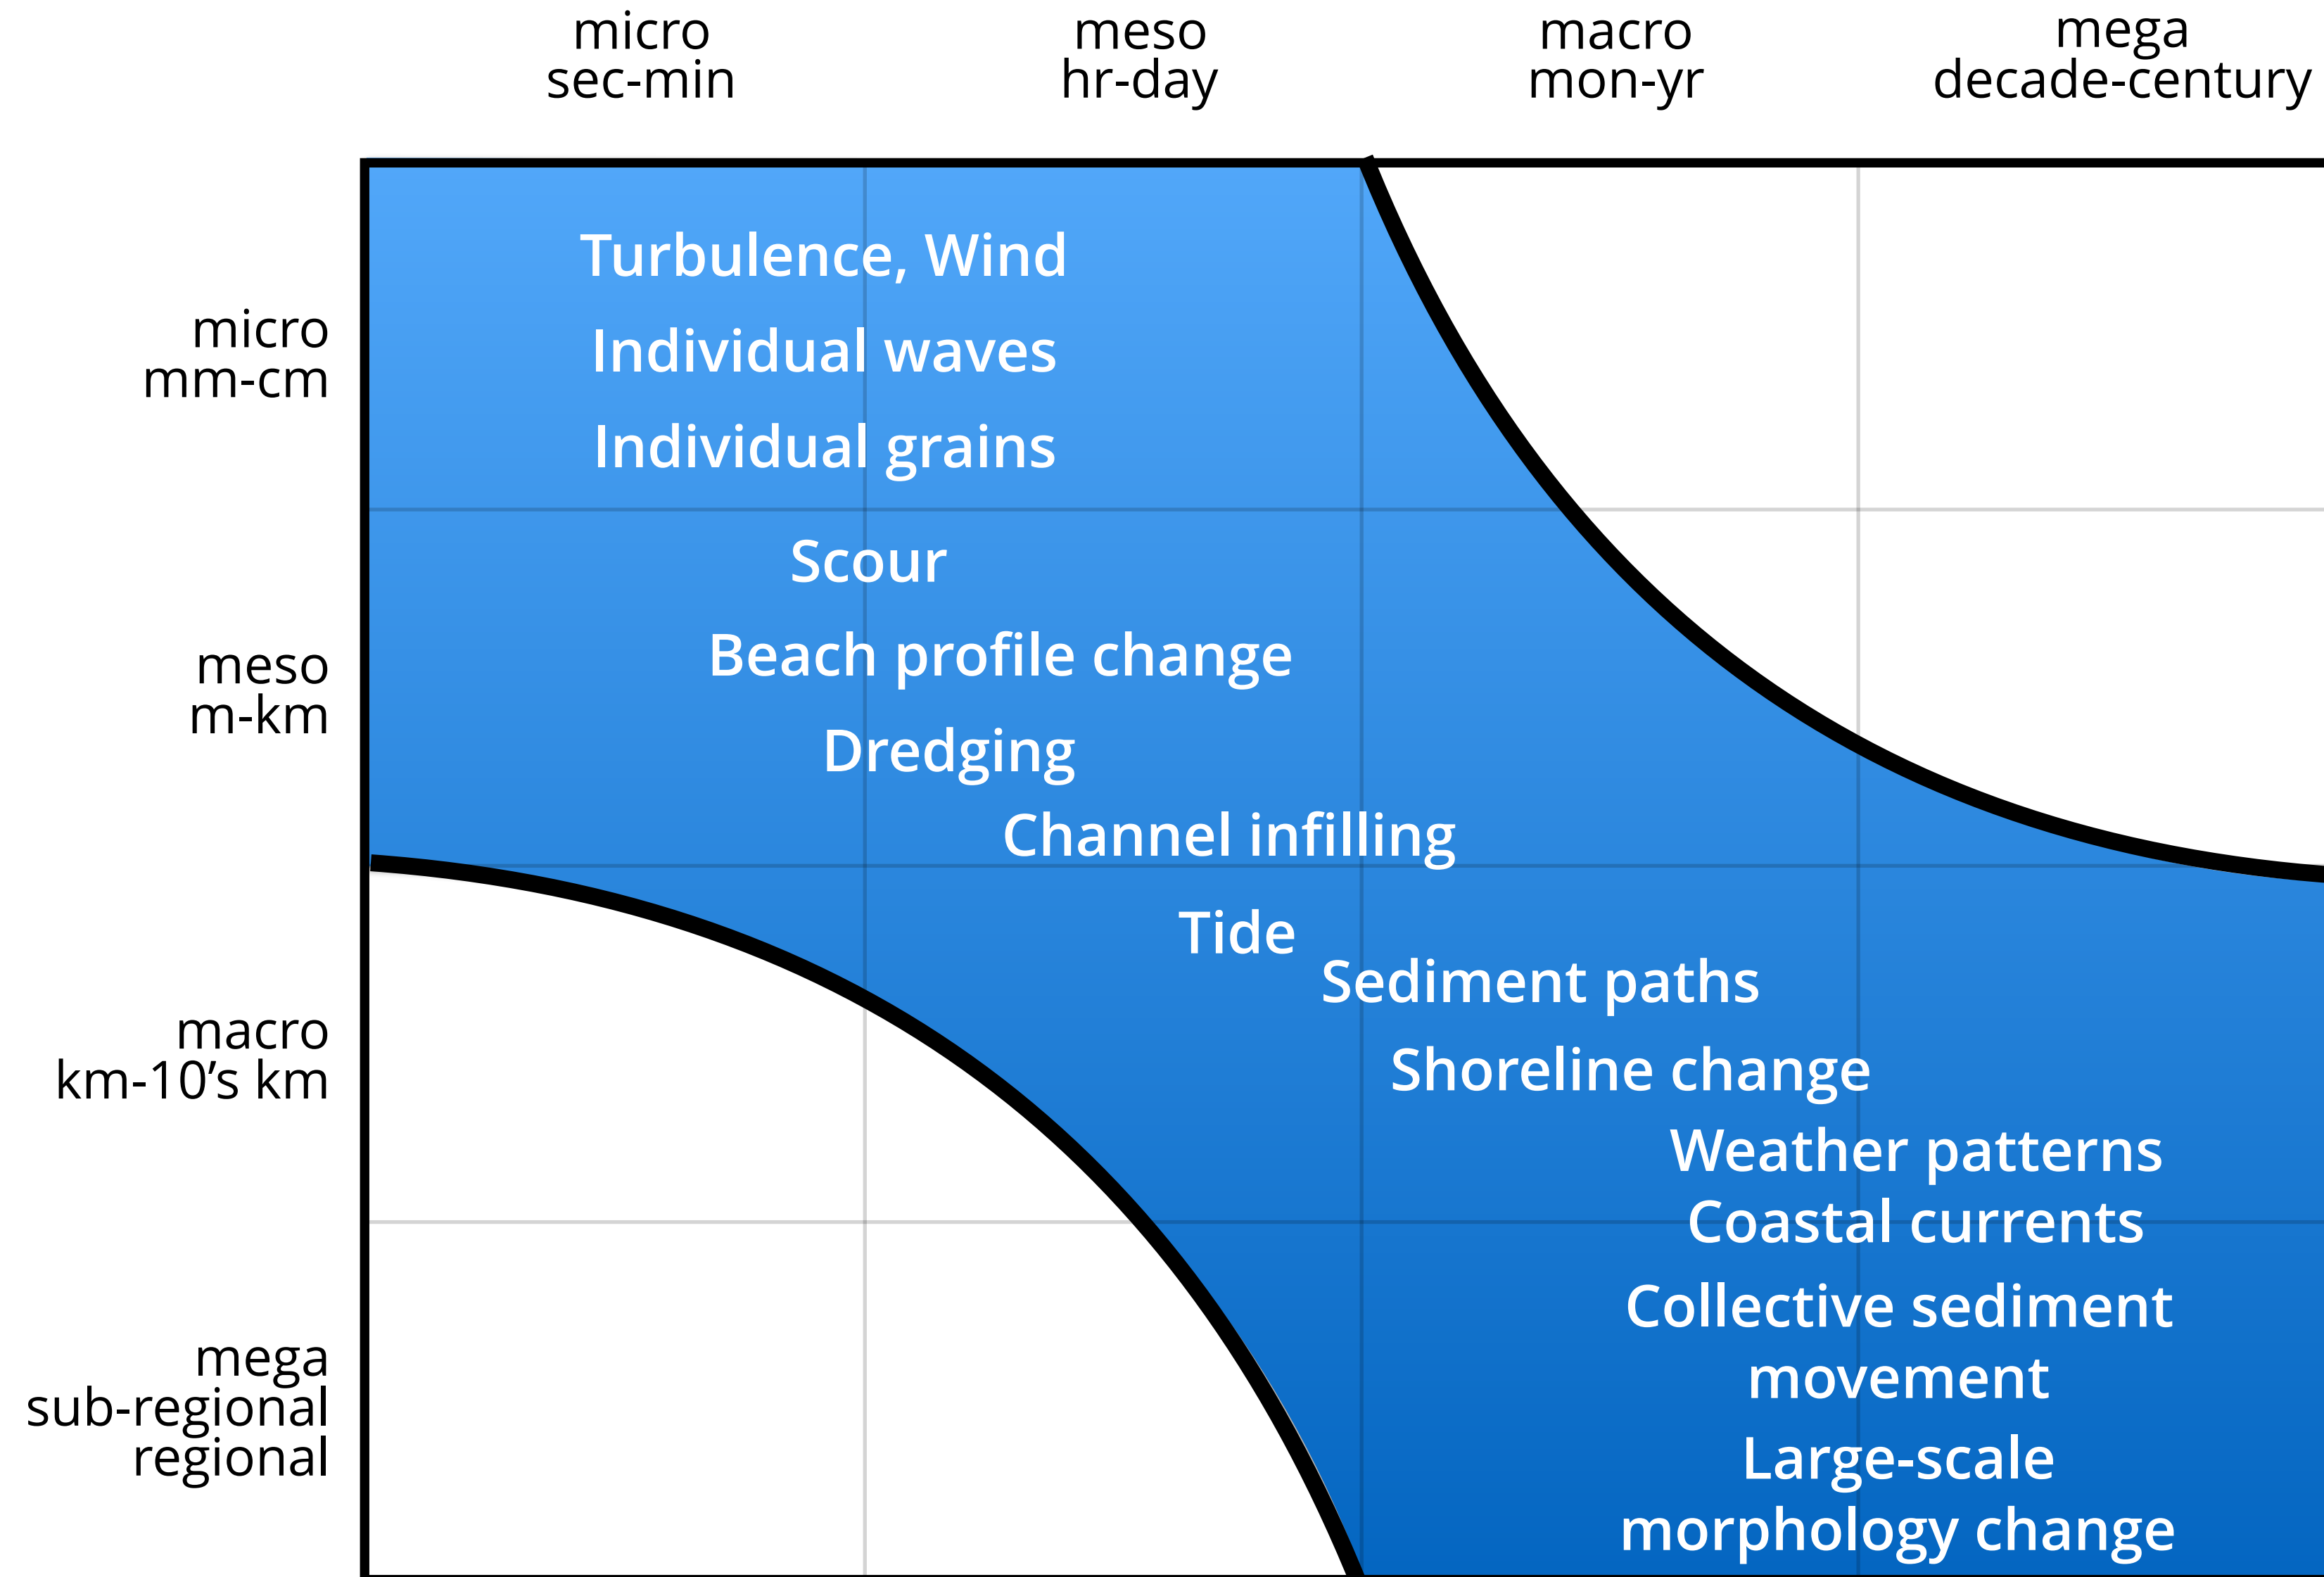 micro
sec-min
meso
hr-day
macro
mon-yr
mega
decade-century
micro
mm-cm
meso
m-km
macro
km-10’s km
mega
sub-regional
regional
Turbulence, Wind
Individual waves
Individual grains
Scour
Beach profile change
Dredging
Channel infilling
Tide
Sediment paths
Shoreline change
Weather patterns
Coastal currents
Collective sediment
movement
Large-scale
morphology change